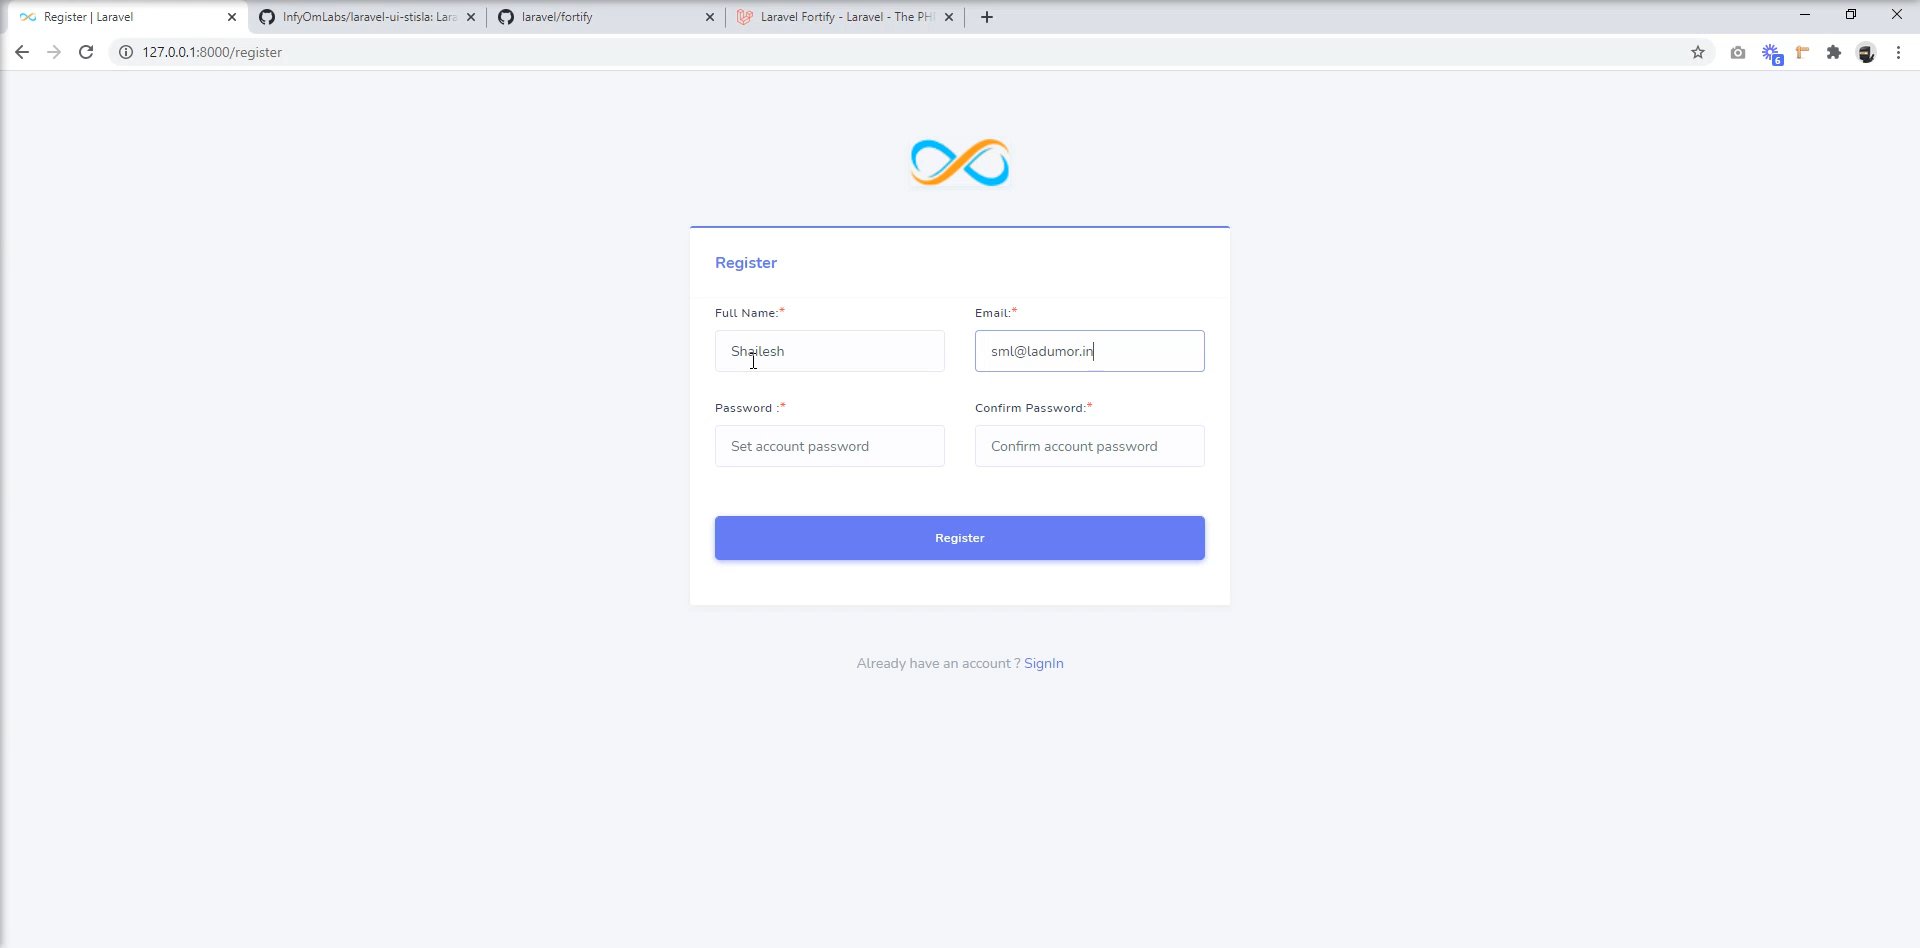 Register | Laravel
InfyOmLabs/laravel-ui-stisla: Lara
laravel/fortify
Laravel Fortify - Laravel - The PH
127.0.0.1:8000/register
6
Register
Full Name:* Email:*
Shailesh sml@ladumor.in
Password :* Confirm Password:*
Set account password Confirm account password
Register
Already have an account ? SignIn